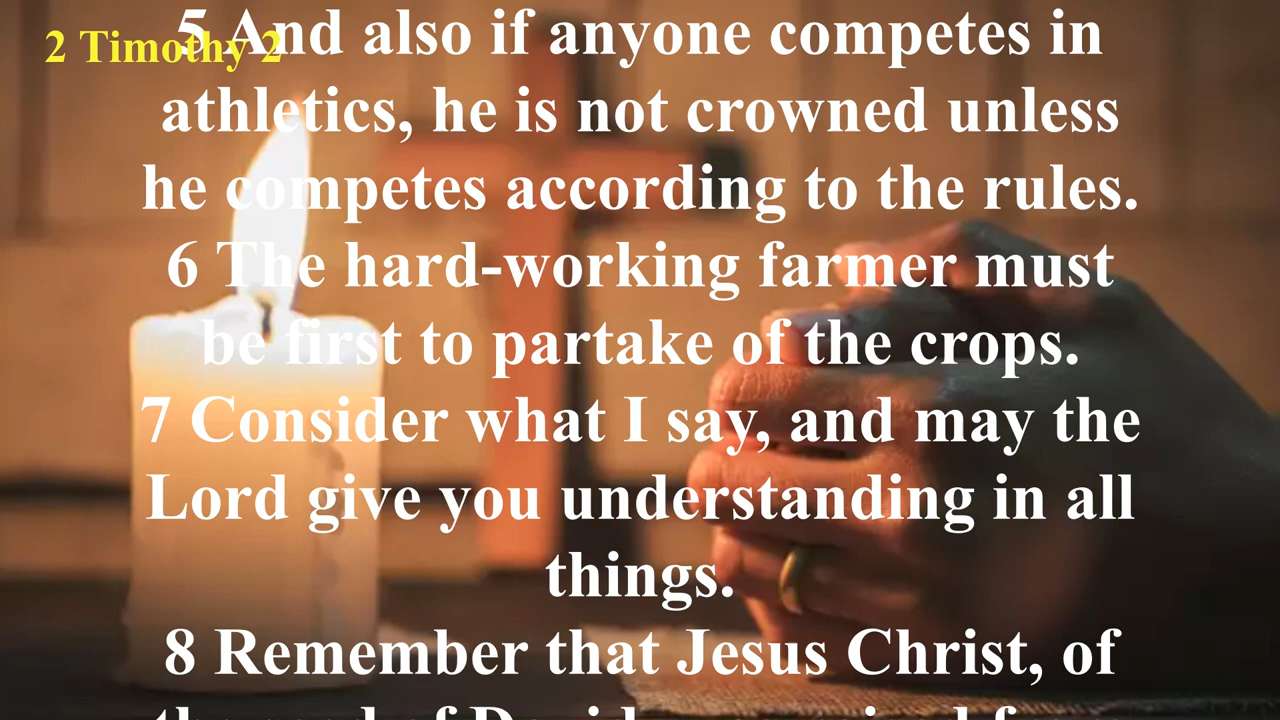 2 Timothy 2
5 And also if anyone competes in
athletics, he is not crowned unless
he competes according to the rules.
6 The hard-working farmer must
be first to partake of the crops.
7 Consider what I say, and may the
Lord give you understanding in all
things.
8 Remember that Jesus Christ, of